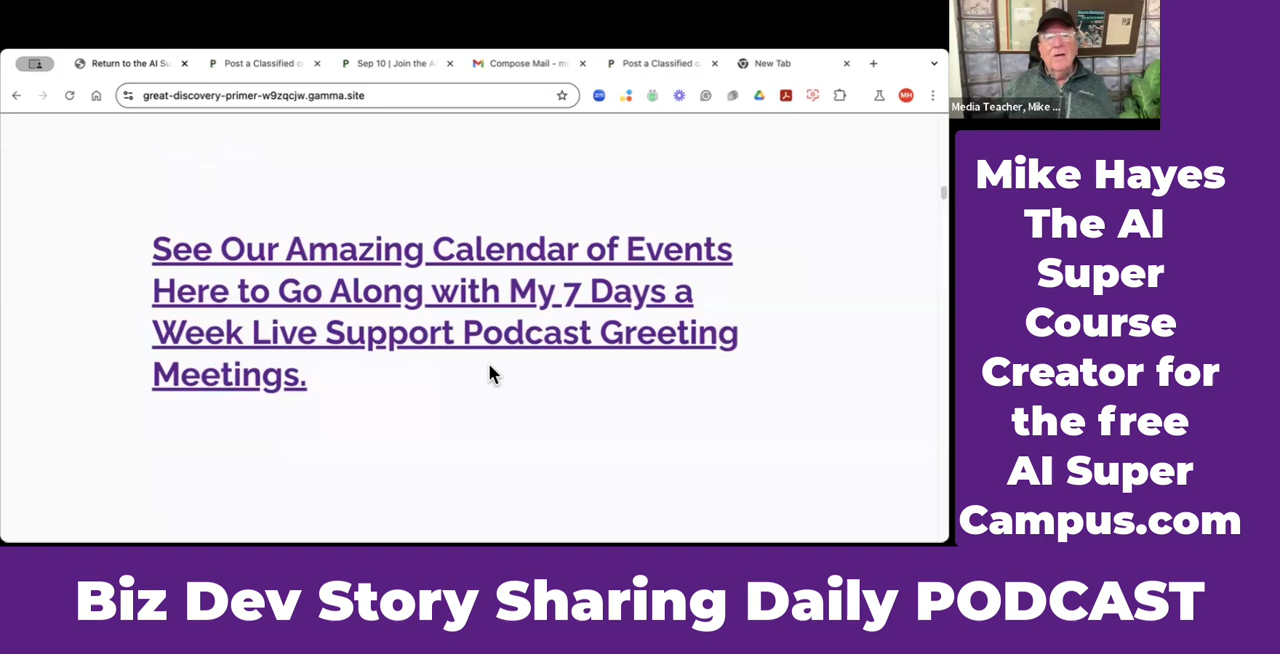 Return to the AI Su
Post a Classified o
Sep 10 | Join the A
Compose Mail – m
Post a Classified o
New Tab
great-discovery-primer-w9zqcjw.gamma.site
MH
See Our Amazing Calendar of Events
Here to Go Along with My 7 Days a
Week Live Support Podcast Greeting
Meetings.
Media Teacher, Mike ...
Mike Hayes
The AI
Super
Course
Creator for
the free
AI Super
Campus.com
Biz Dev Story Sharing Daily PODCAST